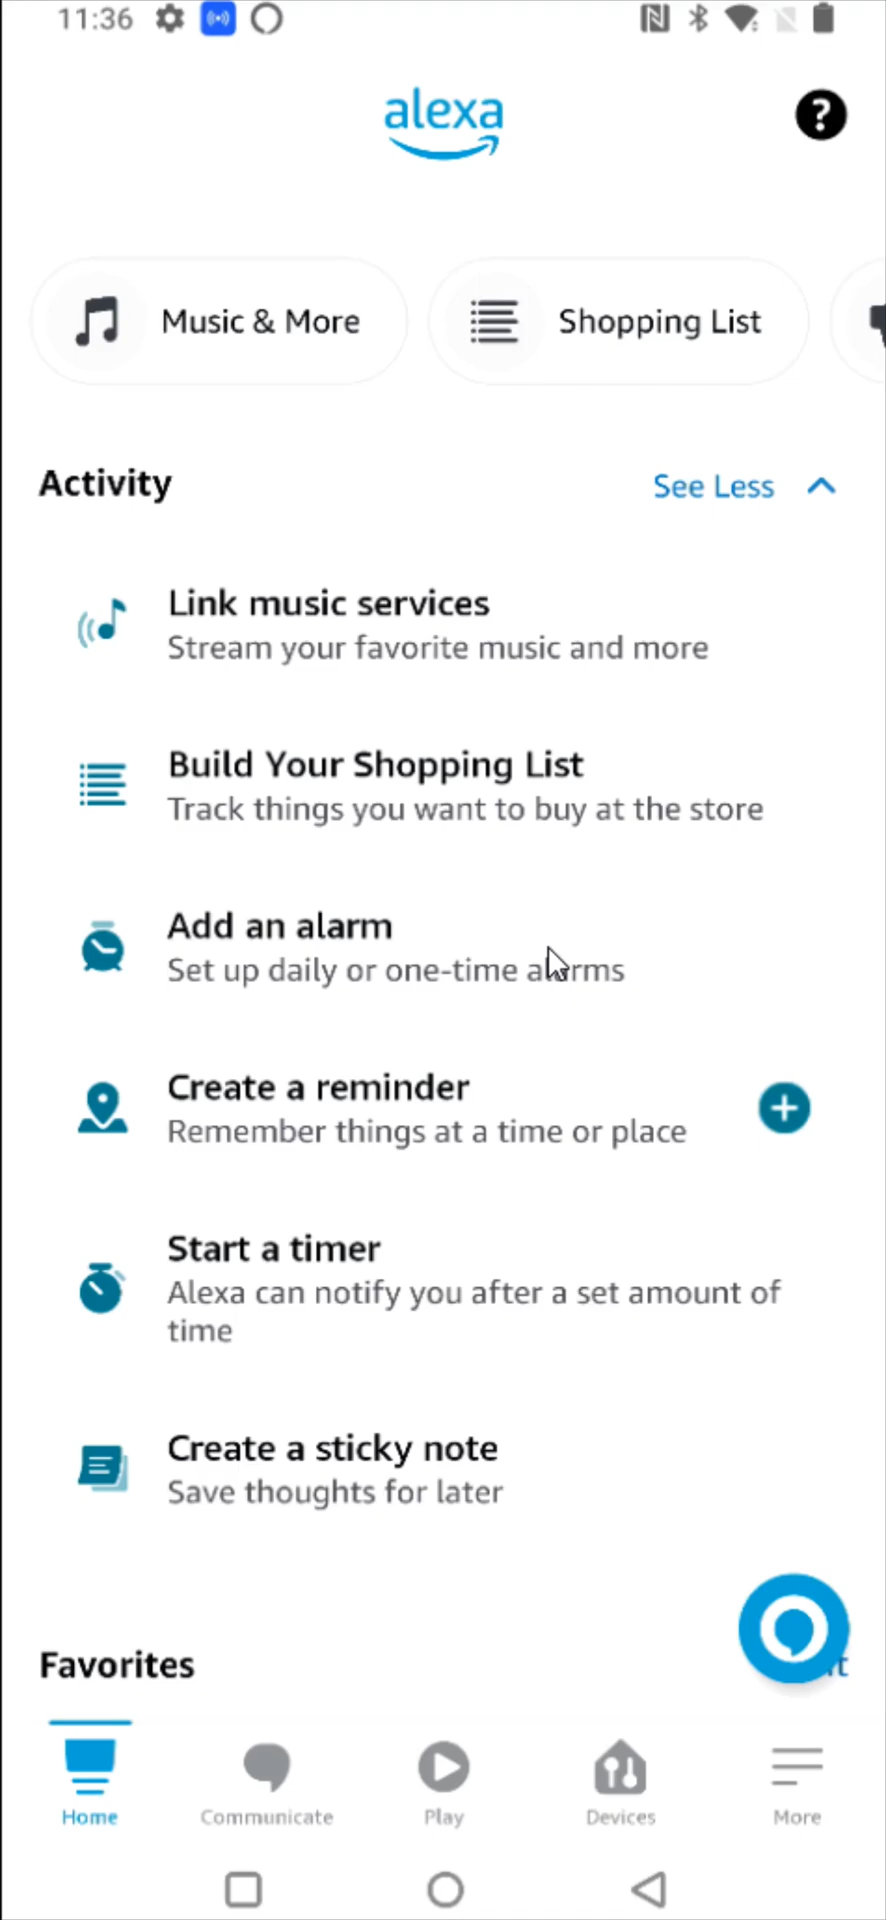 11:36
alexa
Music & More
Shopping List
Activity
See Less
Link music services
Stream your favorite music and more
Build Your Shopping List
Track things you want to buy at the store
Add an alarm
Set up daily or one-time alarms
Create a reminder
Remember things at a time or place
Start a timer
Alexa can notify you after a set amount of
time
Create a sticky note
Save thoughts for later
Favorites
Home
Communicate
Play
Devices
More